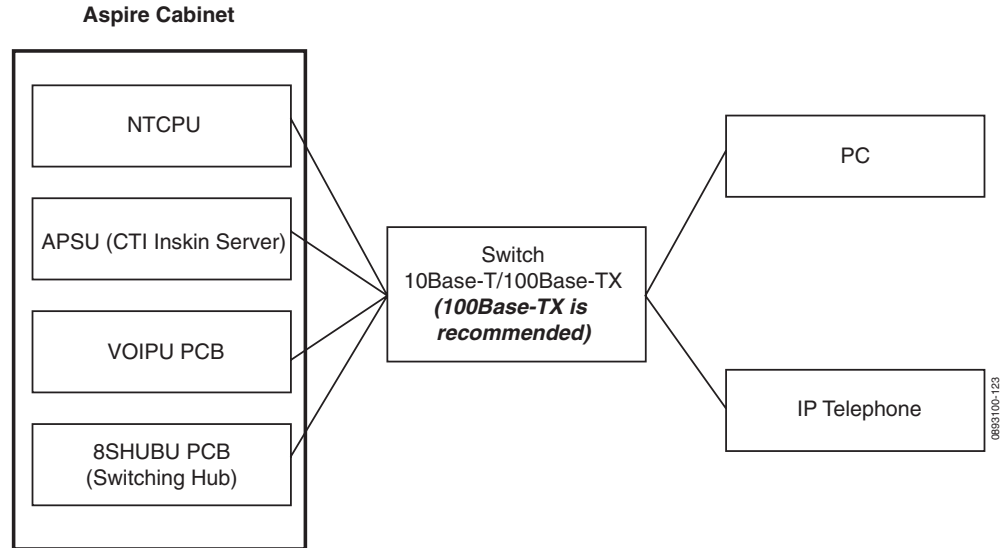 Aspire Cabinet
NTCPU
APSU (CTI Inskin Server)
VOIPU PCB
8SHUBU PCB
(Switching Hub)
Switch
10Base-T/100Base-TX
(100Base-TX is
recommended)
PC
IP Telephone
0893100-123